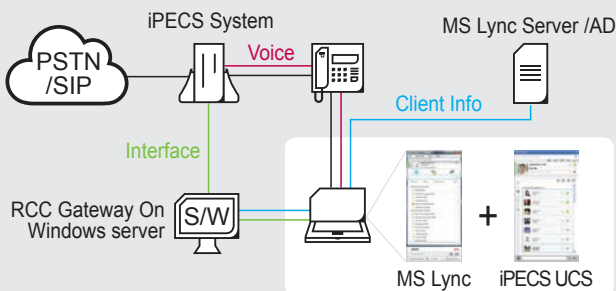 iPECS System
MS Lync Server /AD
PSTN
/SIP
Voice
Client Info
Interface
RCC Gateway On
Windows server
S/W
+
MS Lync
iPECS UCS